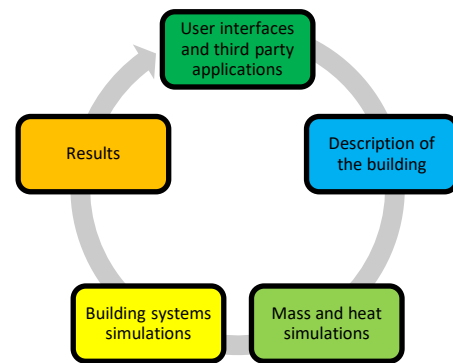 User interfaces
and third party
applications
Description of
the building
Mass and heat
simulations
Building systems
simulations
Results